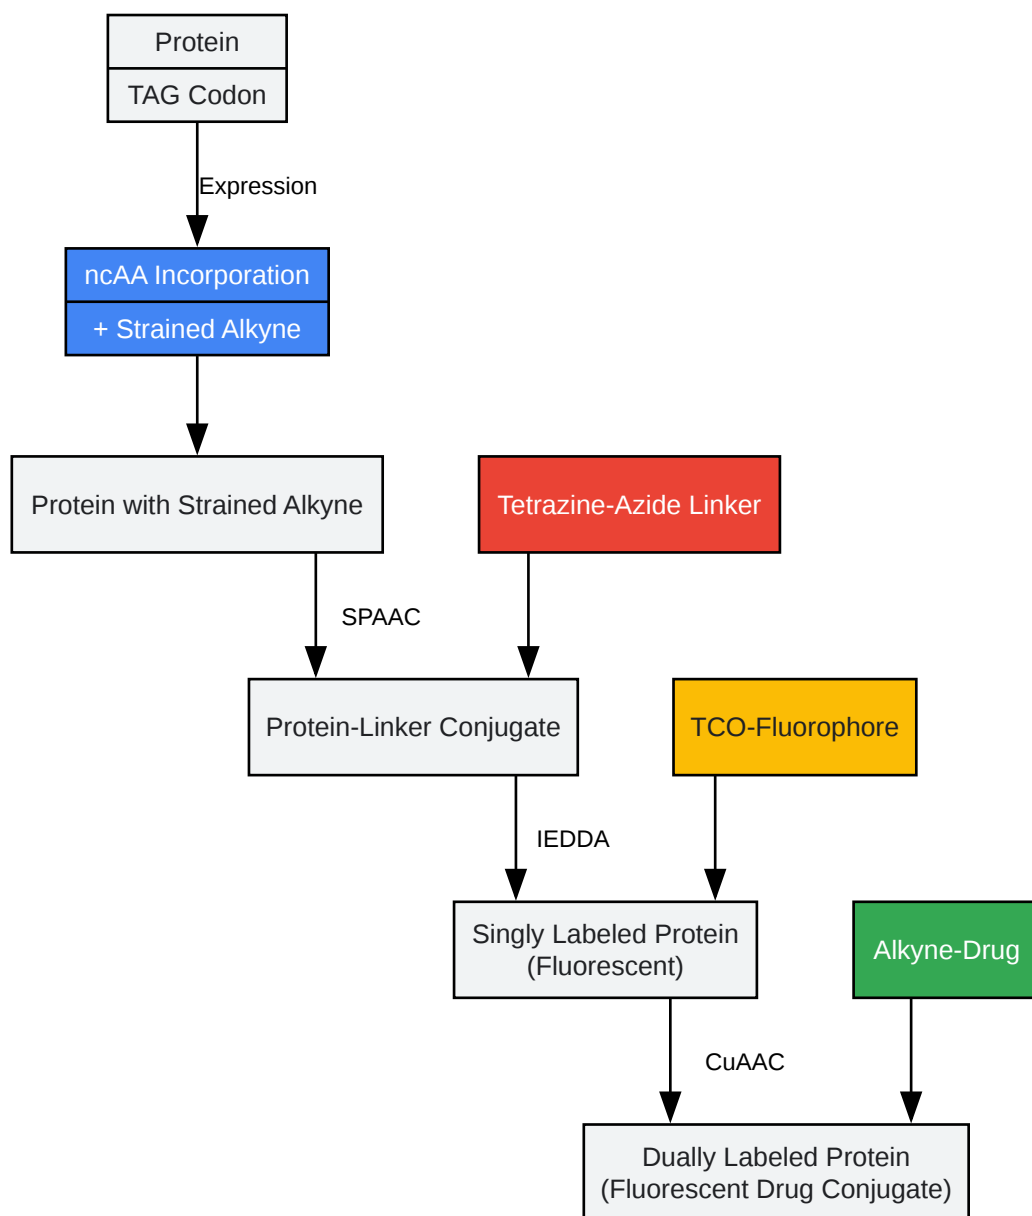 Protein
TAG Codon
Expression
ncAA Incorporation
+ Strained Alkyne
Protein with Strained Alkyne
Tetrazine-Azide Linker
SPAAC
Protein-Linker Conjugate
TCO-Fluorophore
IEDDA
Singly Labeled Protein
(Fluorescent)
Alkyne-Drug
CuAAC
Dually Labeled Protein
(Fluorescent Drug Conjugate)